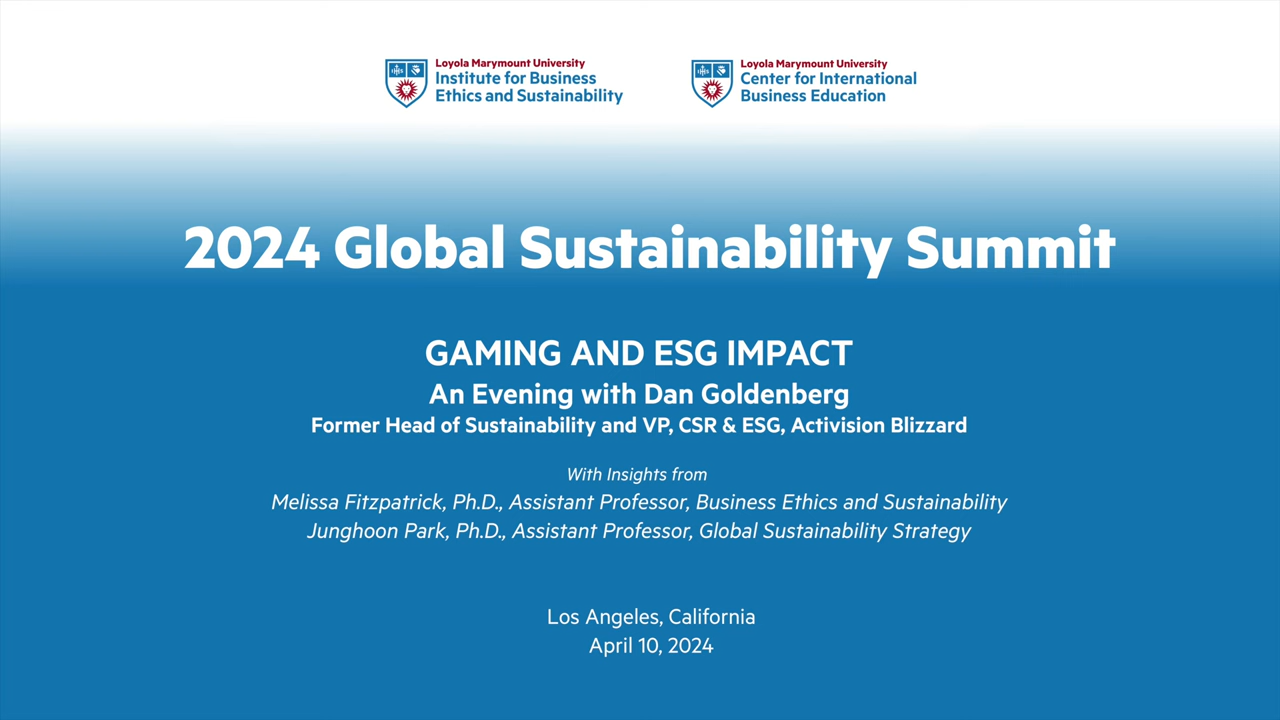 Loyola Marymount University
Institute for Business
Ethics and Sustainability
Loyola Marymount University
Center for International
Business Education
2024 Global Sustainability Summit
GAMING AND ESG IMPACT
An Evening with Dan Goldenberg
Former Head of Sustainability and VP, CSR & ESG, Activision Blizzard
With Insights from
Melissa Fitzpatrick, Ph.D., Assistant Professor, Business Ethics and Sustainability
Junghoon Park, Ph.D., Assistant Professor, Global Sustainability Strategy
Los Angeles, California
April 10, 2024